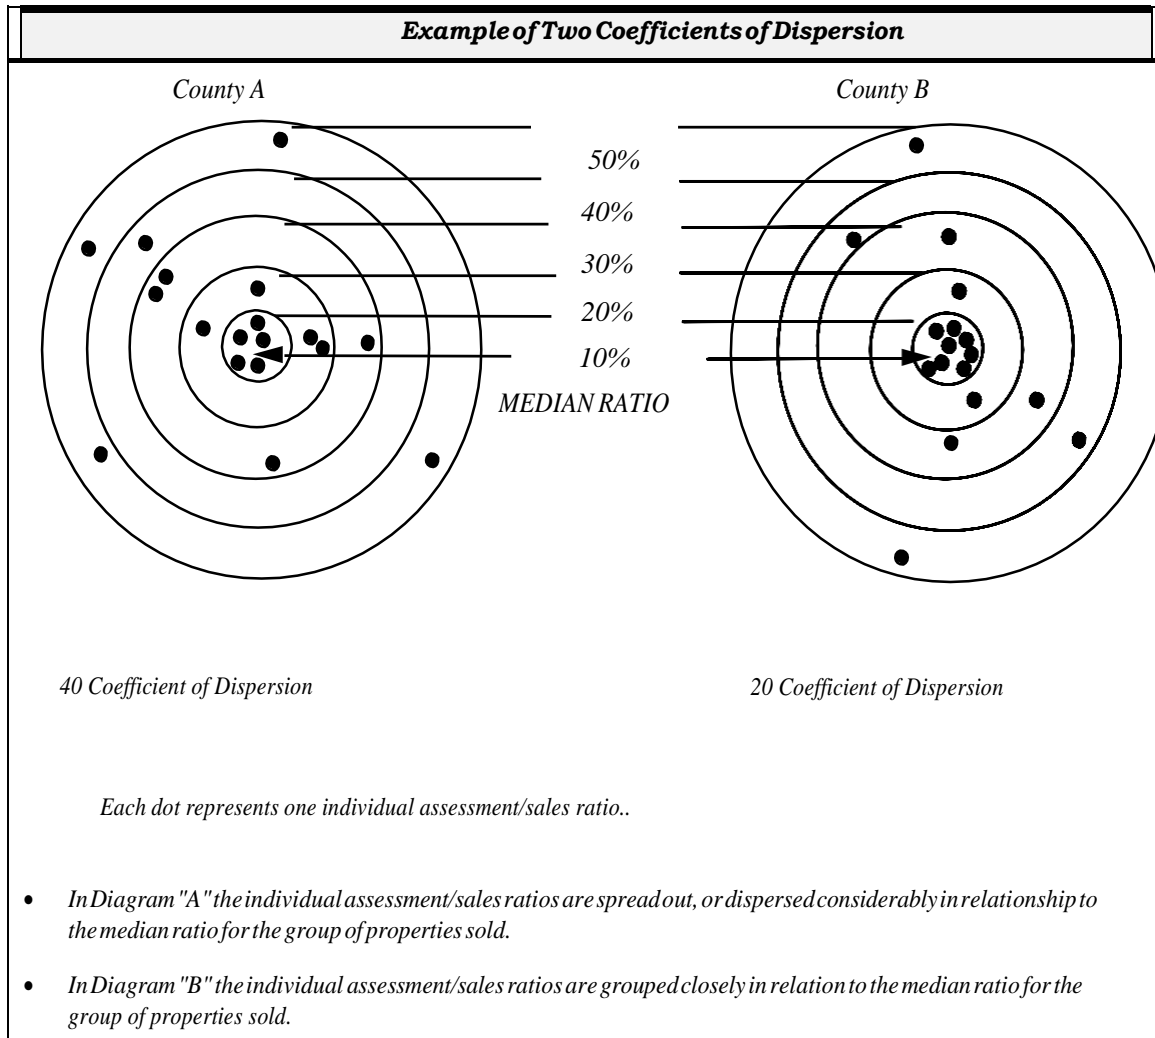 Example of Two Coefficients of Dispersion
County A
County B
50%
40%
30%
20%
10%
MEDIAN RATIO
40 Coefficient of Dispersion
20 Coefficient of Dispersion
Each dot represents one individual assessment/sales ratio..
• In Diagram "A" the individual assessment/sales ratios are spread out, or dispersed considerably in relationship to
the median ratio for the group of properties sold.
• In Diagram "B" the individual assessment/sales ratios are grouped closely in relation to the median ratio for the
group of properties sold.